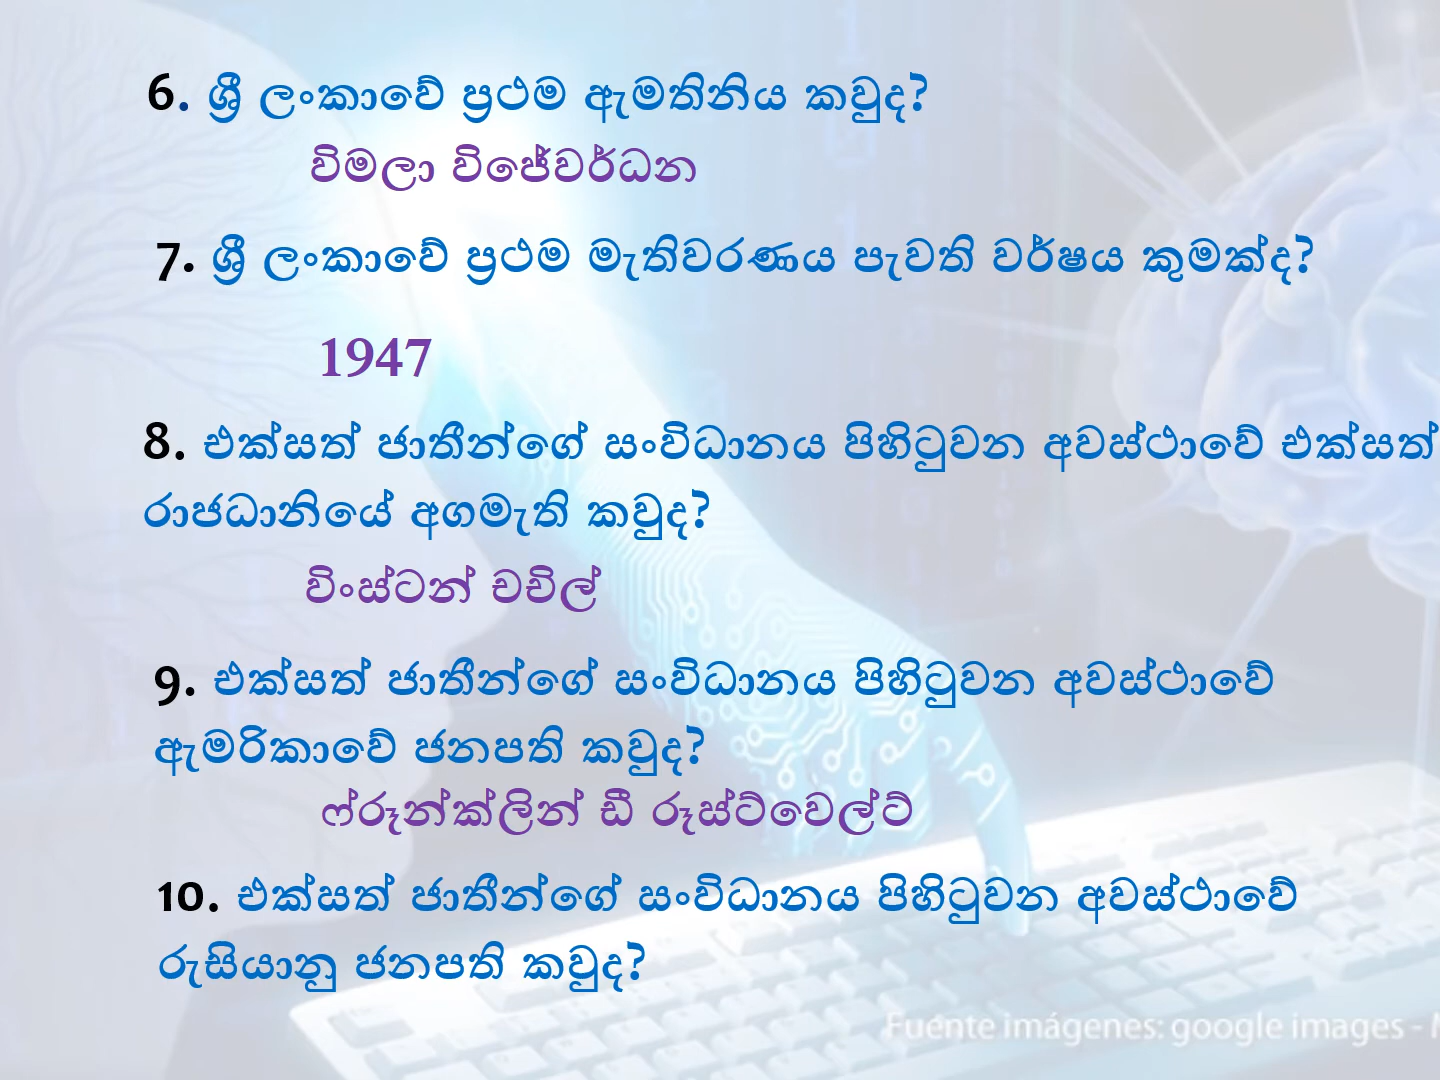 6. ශ්‍රී ලංකාවේ ප්‍රථම ඇමතිනිය කවුද?
විමලා විජේවර්ධන
7. ශ්‍රී ලංකාවේ ප්‍රථම මැතිවරණය පැවති වර්ෂය කුමක්ද?
1947
8. එක්සත් ජාතීන්ගේ සංවිධානය පිහිටුවන අවස්ථාවේ එක්සත්
රාජධානියේ අගමැති කවුද?
විංස්ටන් චචිල්
9. එක්සත් ජාතීන්ගේ සංවිධානය පිහිටුවන අවස්ථාවේ
ඇමරිකාවේ ජනපති කවුද?
ෆ්රූන්ක්ලින් ඩී රූස්ට්වෙල්ට්
10. එක්සත් ජාතීන්ගේ සංවිධානය පිහිටුවන අවස්ථාවේ
රුසියානු ජනපති කවුද?
Fuente imágenes: google images -